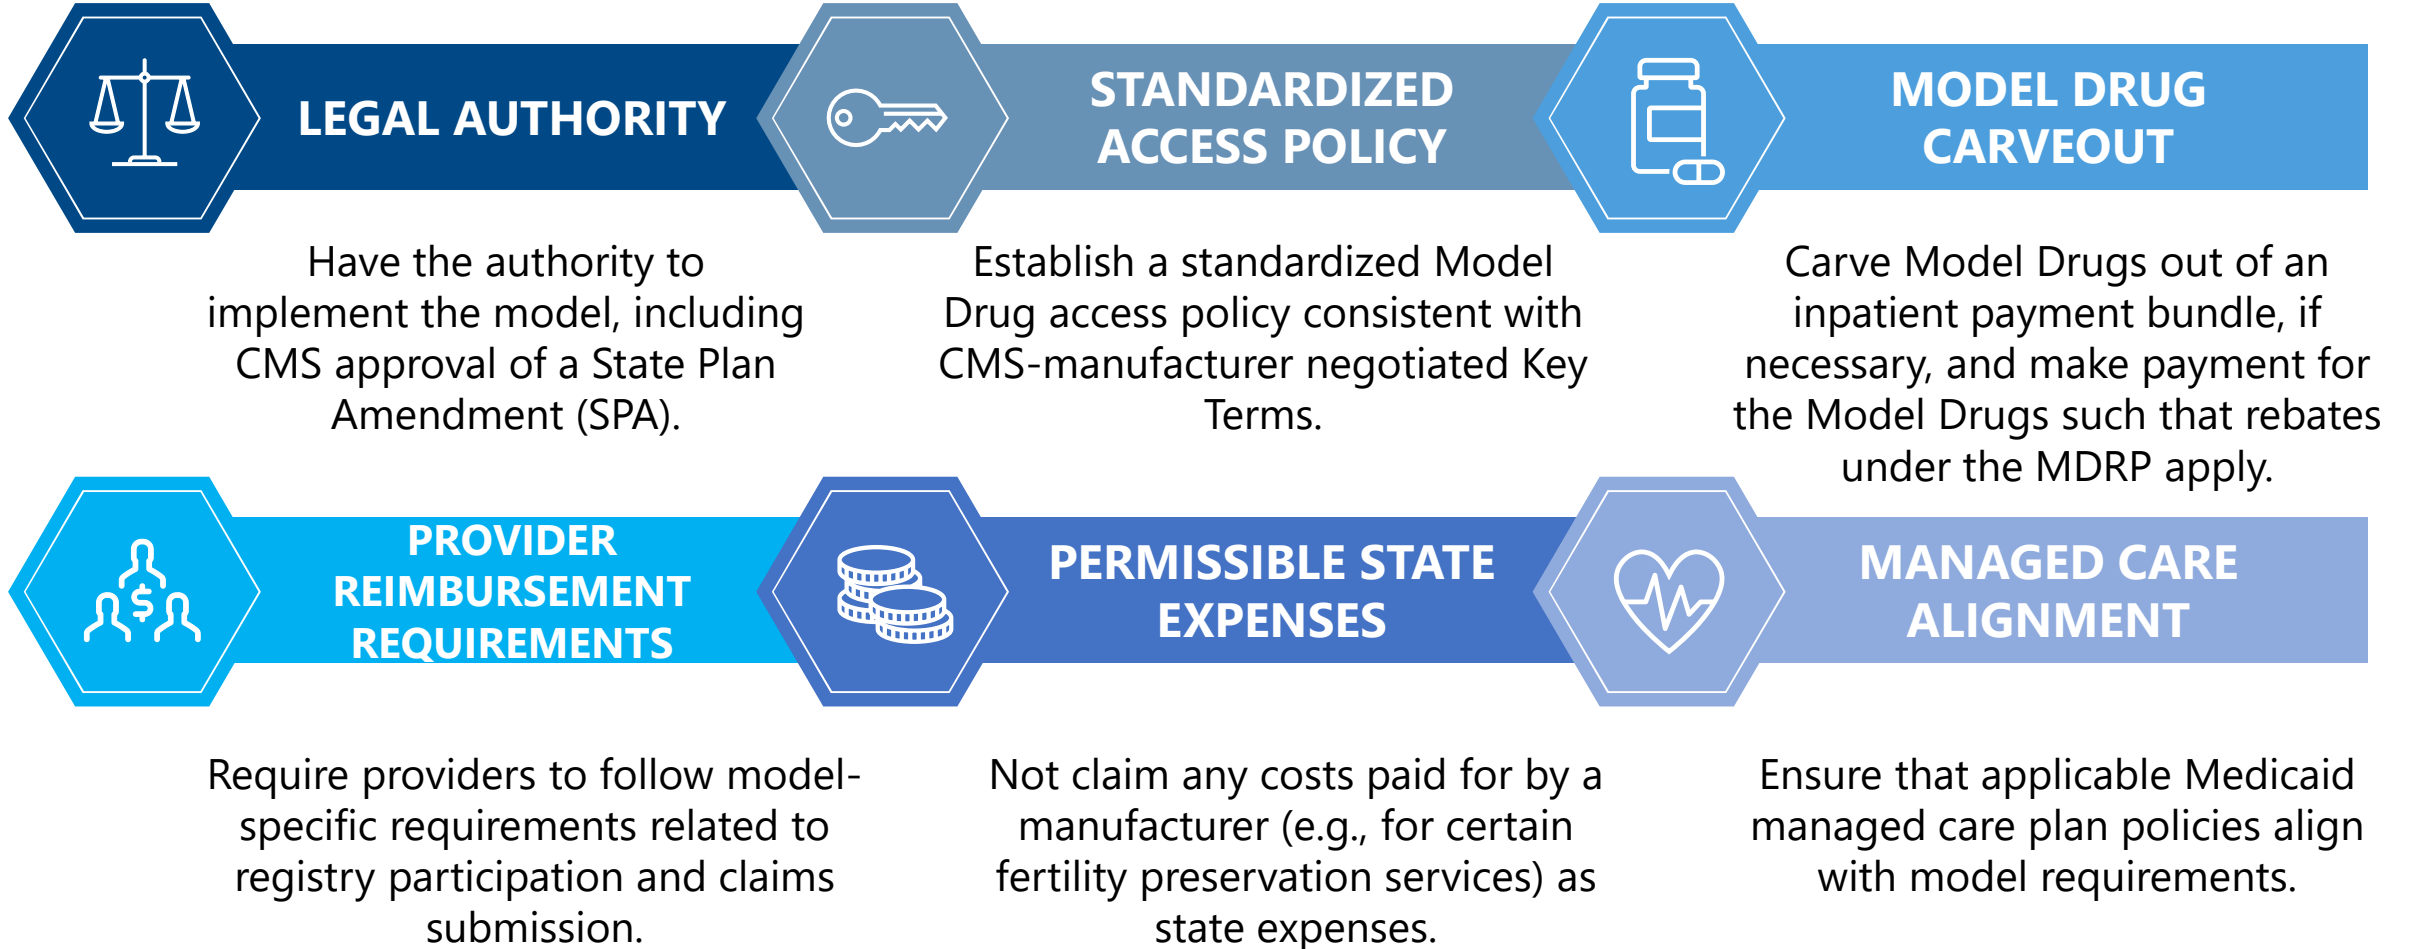 LEGAL AUTHORITY
Have the authority to
implement the model, including
CMS approval of a State Plan
Amendment (SPA).
STANDARDIZED
ACCESS POLICY
Establish a standardized Model
Drug access policy consistent with
CMS-manufacturer negotiated Key
Terms.
MODEL DRUG
CARVEOUT
Carve Model Drugs out of an
inpatient payment bundle, if
necessary, and make payment for
the Model Drugs such that rebates
under the MDRP apply.
$
PROVIDER
REIMBURSEMENT
REQUIREMENTS
Require providers to follow model-
specific requirements related to
registry participation and claims
submission.
PERMISSIBLE STATE
EXPENSES
Not claim any costs paid for by a
manufacturer (e.g., for certain
fertility preservation services) as
state expenses.
MANAGED CARE
ALIGNMENT
Ensure that applicable Medicaid
managed care plan policies align
with model requirements.